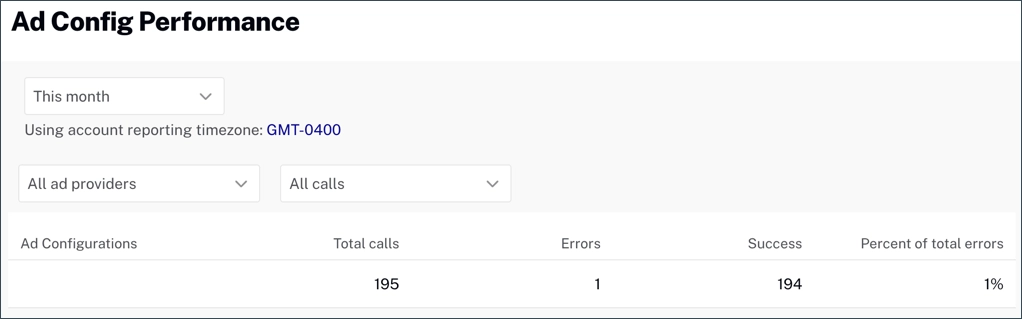 Ad Config Performance
This month
Using account reporting timezone: GMT-0400
All ad providers All calls
Ad Configurations Total calls Errors Success Percent of total errors
195 1 194 1%